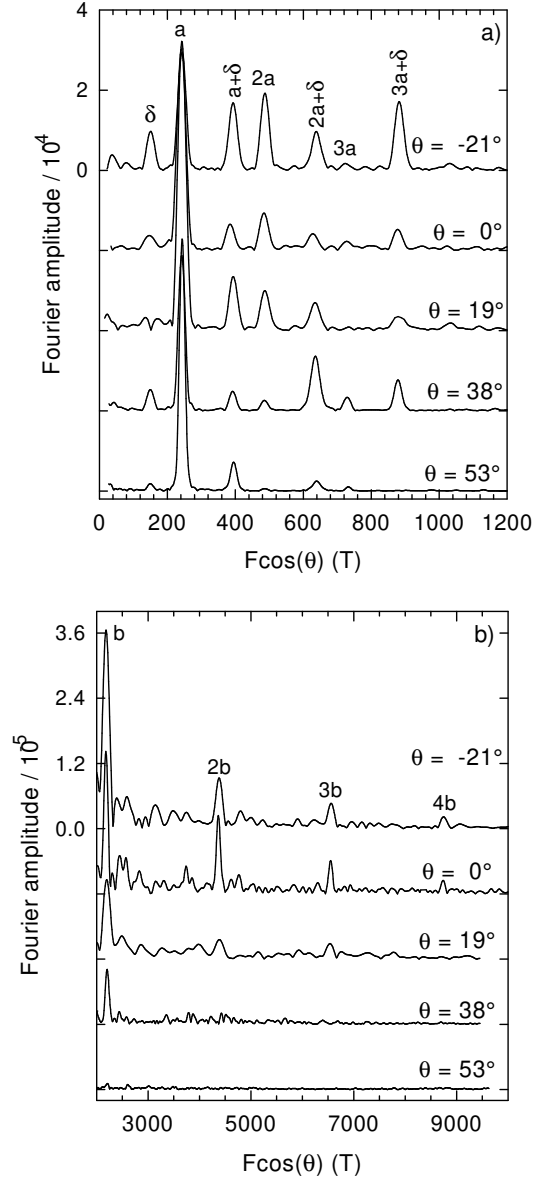 a)
Fourier amplitude / 10^4
4
2
0
δ
a
a+δ
2a
2a+δ
3a
3a+δ
θ = -21°
θ = 0°
θ = 19°
θ = 38°
θ = 53°
0 200 400 600 800 1000 1200
Fcos(θ) (T)
b)
Fourier amplitude / 10^5
3.6
2.4
1.2
0.0
b
2b
3b
4b
θ = -21°
θ = 0°
θ = 19°
θ = 38°
θ = 53°
3000 5000 7000 9000
Fcos(θ) (T)